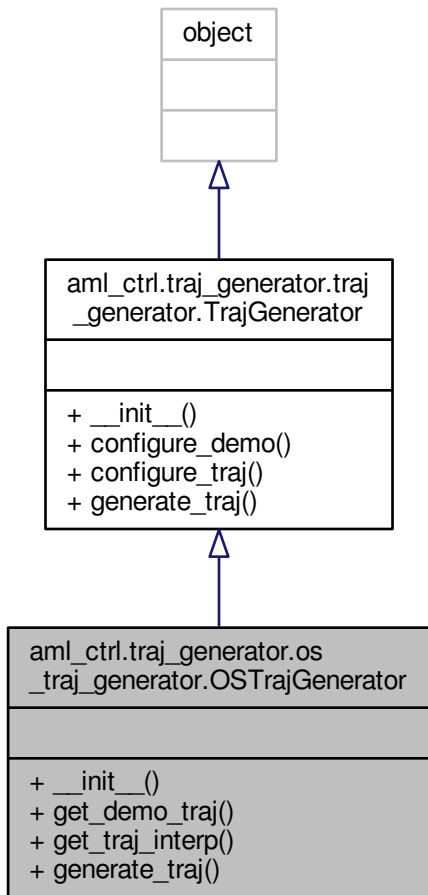 object
aml_ctrl.traj_generator.traj
_generator.TrajGenerator
+ __init__()
+ configure_demo()
+ configure_traj()
+ generate_traj()
aml_ctrl.traj_generator.os
_traj_generator.OSTrajGenerator
+ __init__()
+ get_demo_traj()
+ get_traj_interp()
+ generate_traj()